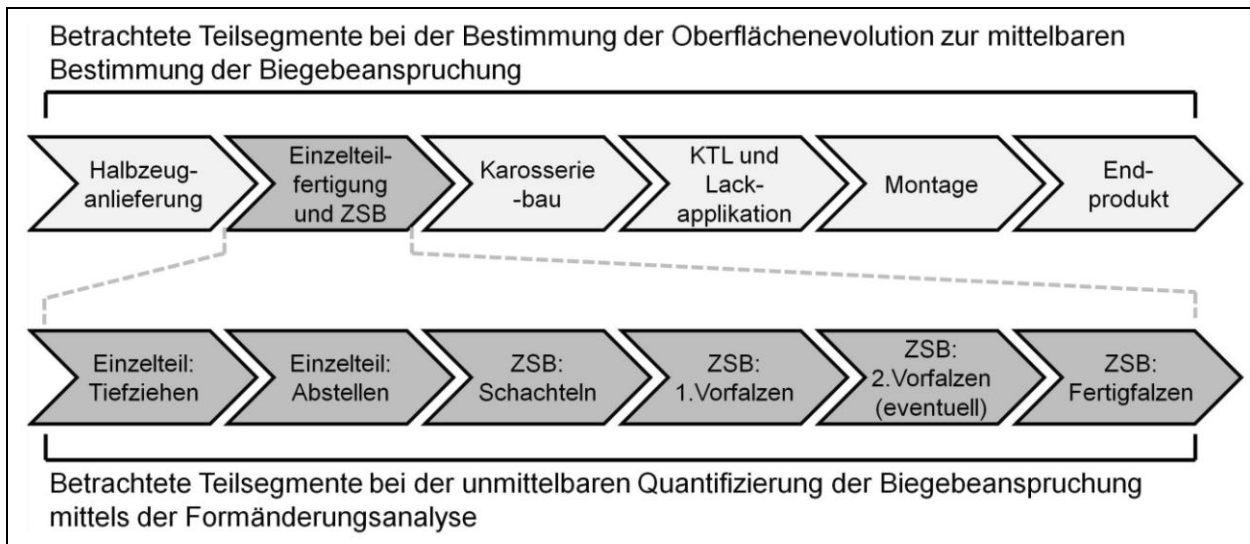 Betrachtete Teilsegmente bei der Bestimmung der Oberflächenevolution zur mittelbaren
Bestimmung der Biegebeanspruchung
Halbzeug-
anlieferung
Einzelteil-
fertigung
und ZSB
Karosserie
-bau
KTL und
Lack-
applikation
Montage
End-
produkt
Einzelteil:
Tiefziehen
Einzelteil:
Abstellen
ZSB:
Schachteln
ZSB:
1.Vorfalzen
ZSB:
2.Vorfalzen
(eventuell)
ZSB:
Fertigfalzen
Betrachtete Teilsegmente bei der unmittelbaren Quantifizierung der Biegebeanspruchung
mittels der Formänderungsanalyse